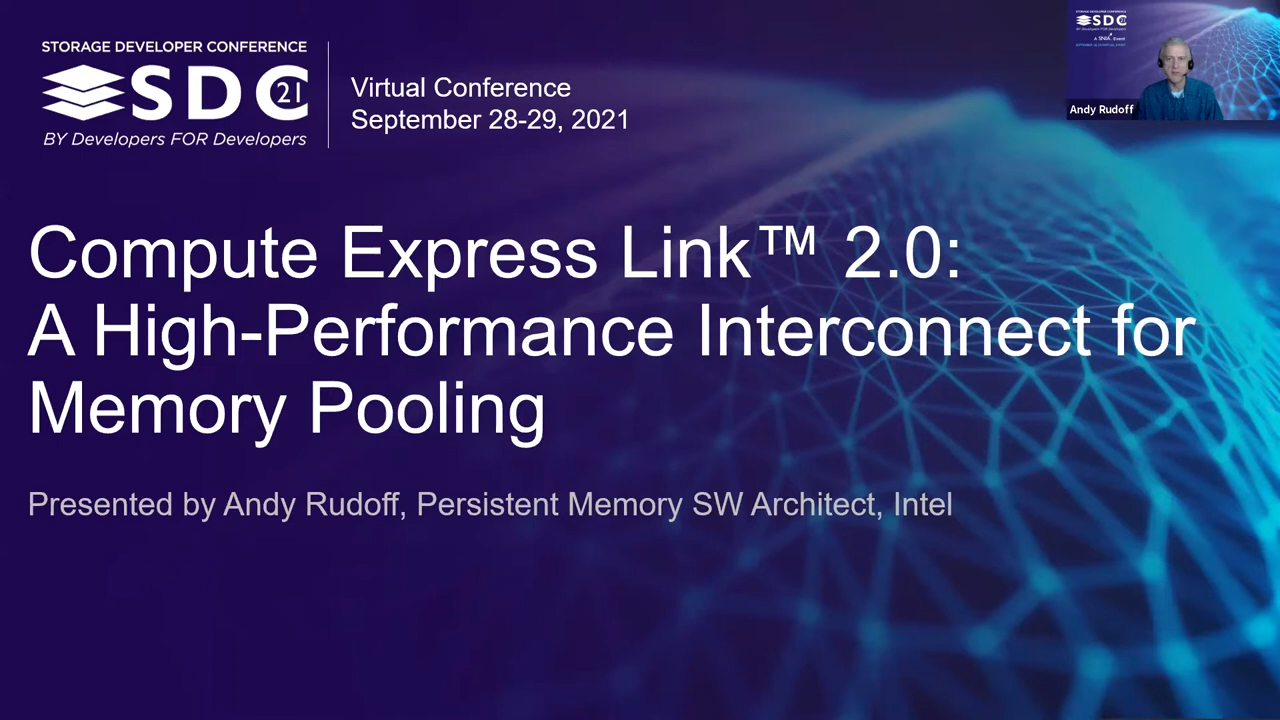 STORAGE DEVELOPER CONFERENCE
SDC 21
BY Developers FOR Developers
Virtual Conference
September 28-29, 2021
Compute Express Link™ 2.0:
A High-Performance Interconnect for
Memory Pooling
Presented by Andy Rudoff, Persistent Memory SW Architect, Intel
SDC
Andy Rudoff